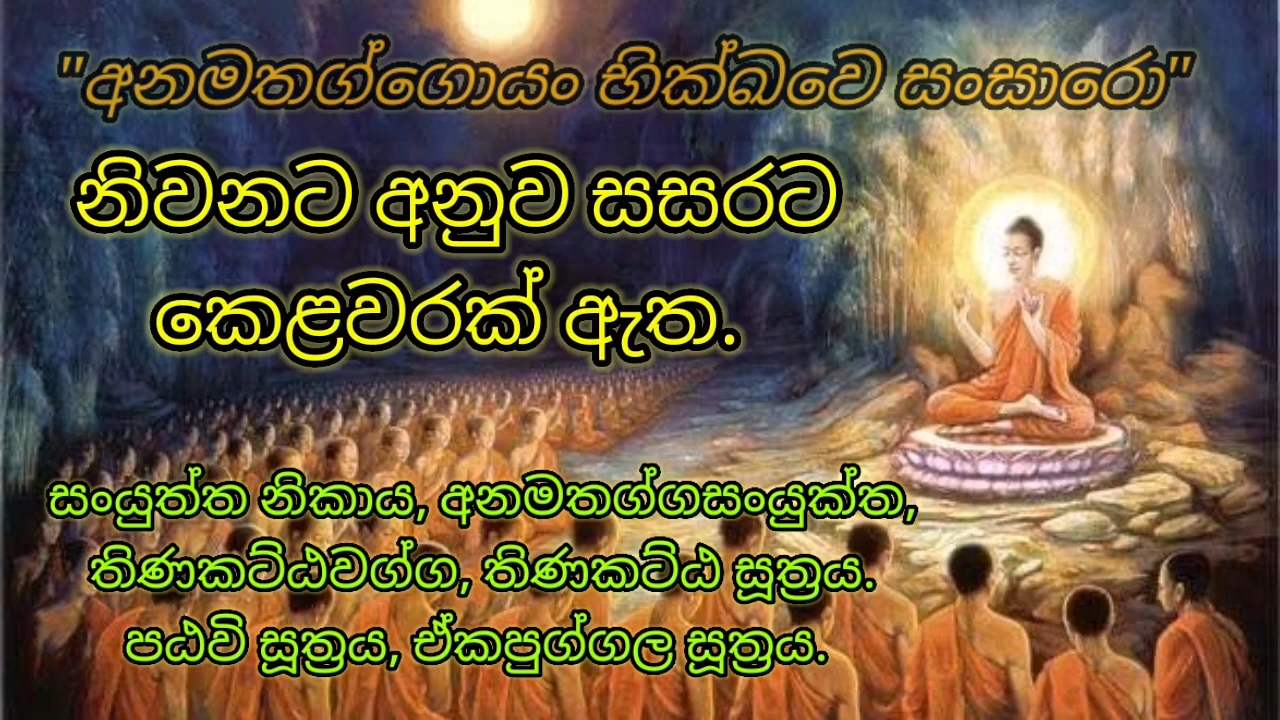 "අනමතග්ගොයං භික්ඛවෙ සංසාරො"
නිවනට අනුව සසරට
කෙළවරක් ඇත.
සංයුත්ත නිකාය, අනමතග්ගසංයුක්ත,
තිණකට්ඨවග්ග, තිණකට්ඨ සූත්‍රය.
පඨවි සූත්‍රය, ඒකපුග්ගල සූත්‍රය.